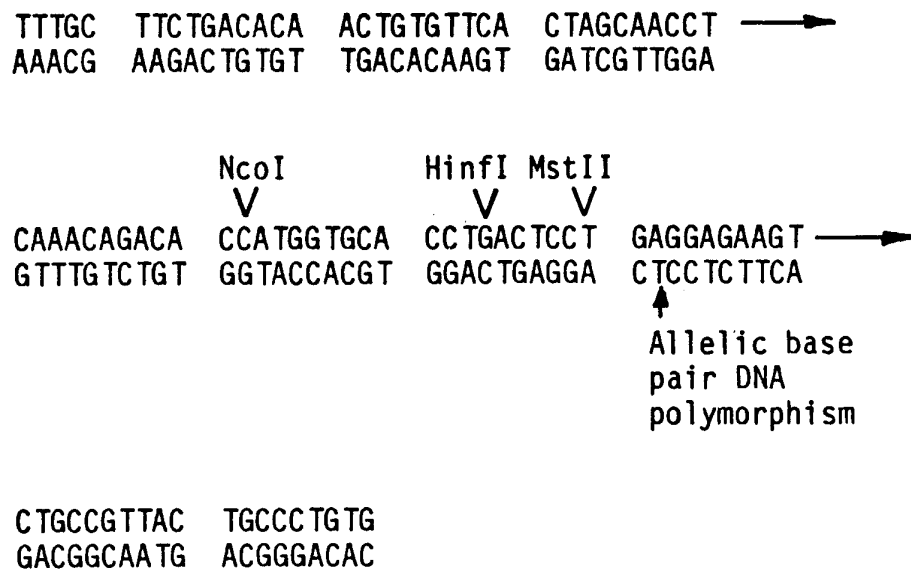 TTTGC TTCTGACACA ACTGTGTTCA CTAGCAACCT
AAACG AAGACTGTGT TGACACAAGT GATCGTTGGA
NcoI HinfI MstII
CAAACAGACA CCATGGTGCA CCTGACTCCT GAGGAGAAGT
GTTTGTCTGT GGTACCACGT GGACTGAGGA CTCCTCTTCA
Allelic base
pair DNA
polymorphism
CTGCCGTTAC TGCCCTGTG
GACGGCAATG ACGGGACAC